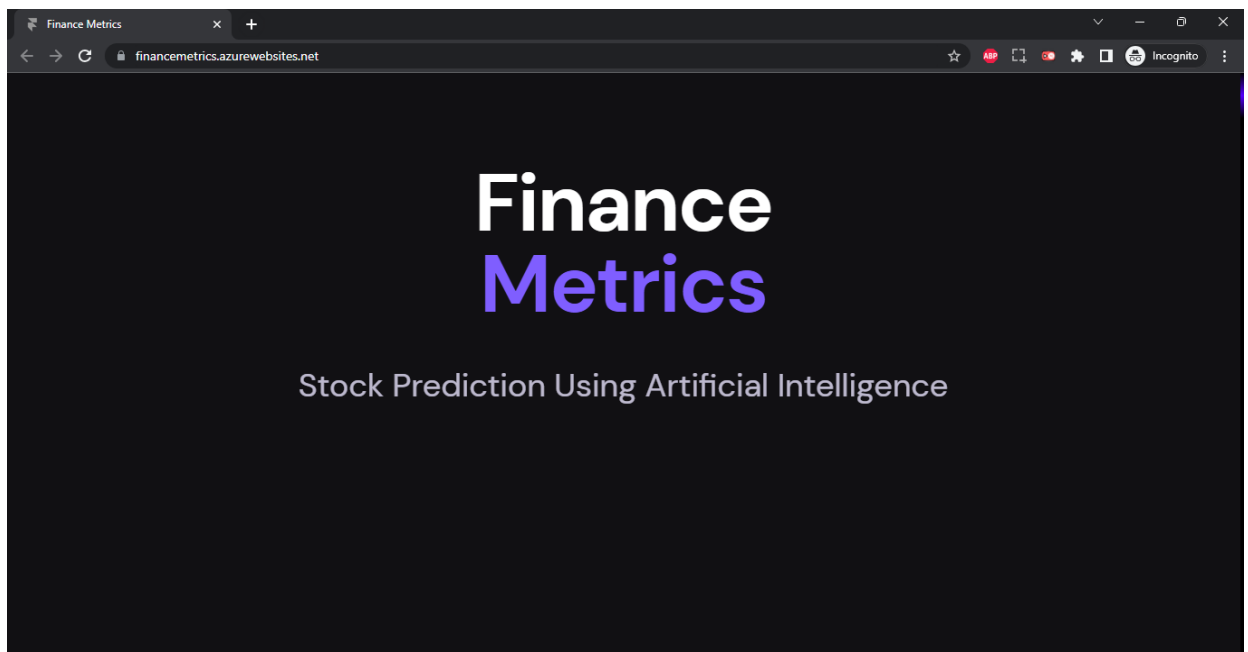 Finance Metrics
financemetrics.azurewebsites.net
ABP
Incognito
Finance
Metrics
Stock Prediction Using Artificial Intelligence